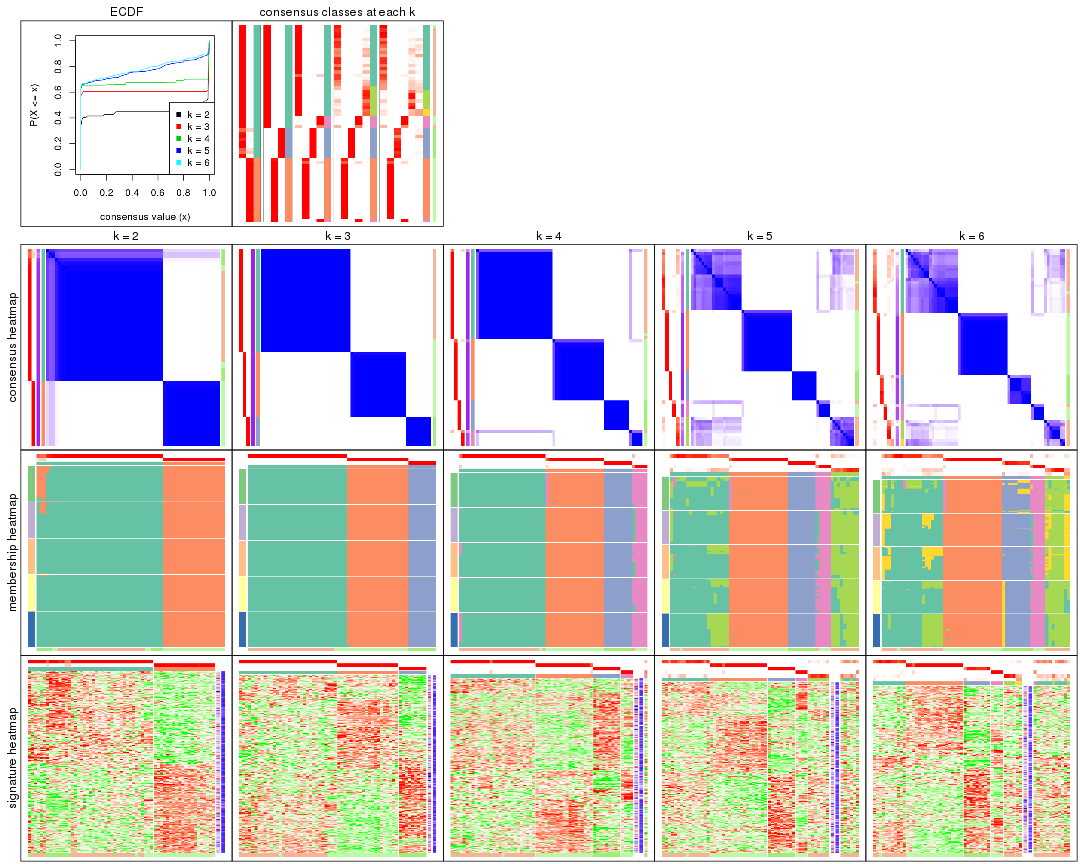 ECDF
consensus classes at each k
P(X <= x)
0.0
0.2
0.4
0.6
0.8
1.0
k = 2
k = 3
k = 4
k = 5
k = 6
0.0 0.2 0.4 0.6 0.8 1.0
consensus value (x)
k = 2
k = 3
k = 4
k = 5
k = 6
consensus heatmap
membership heatmap
signature heatmap